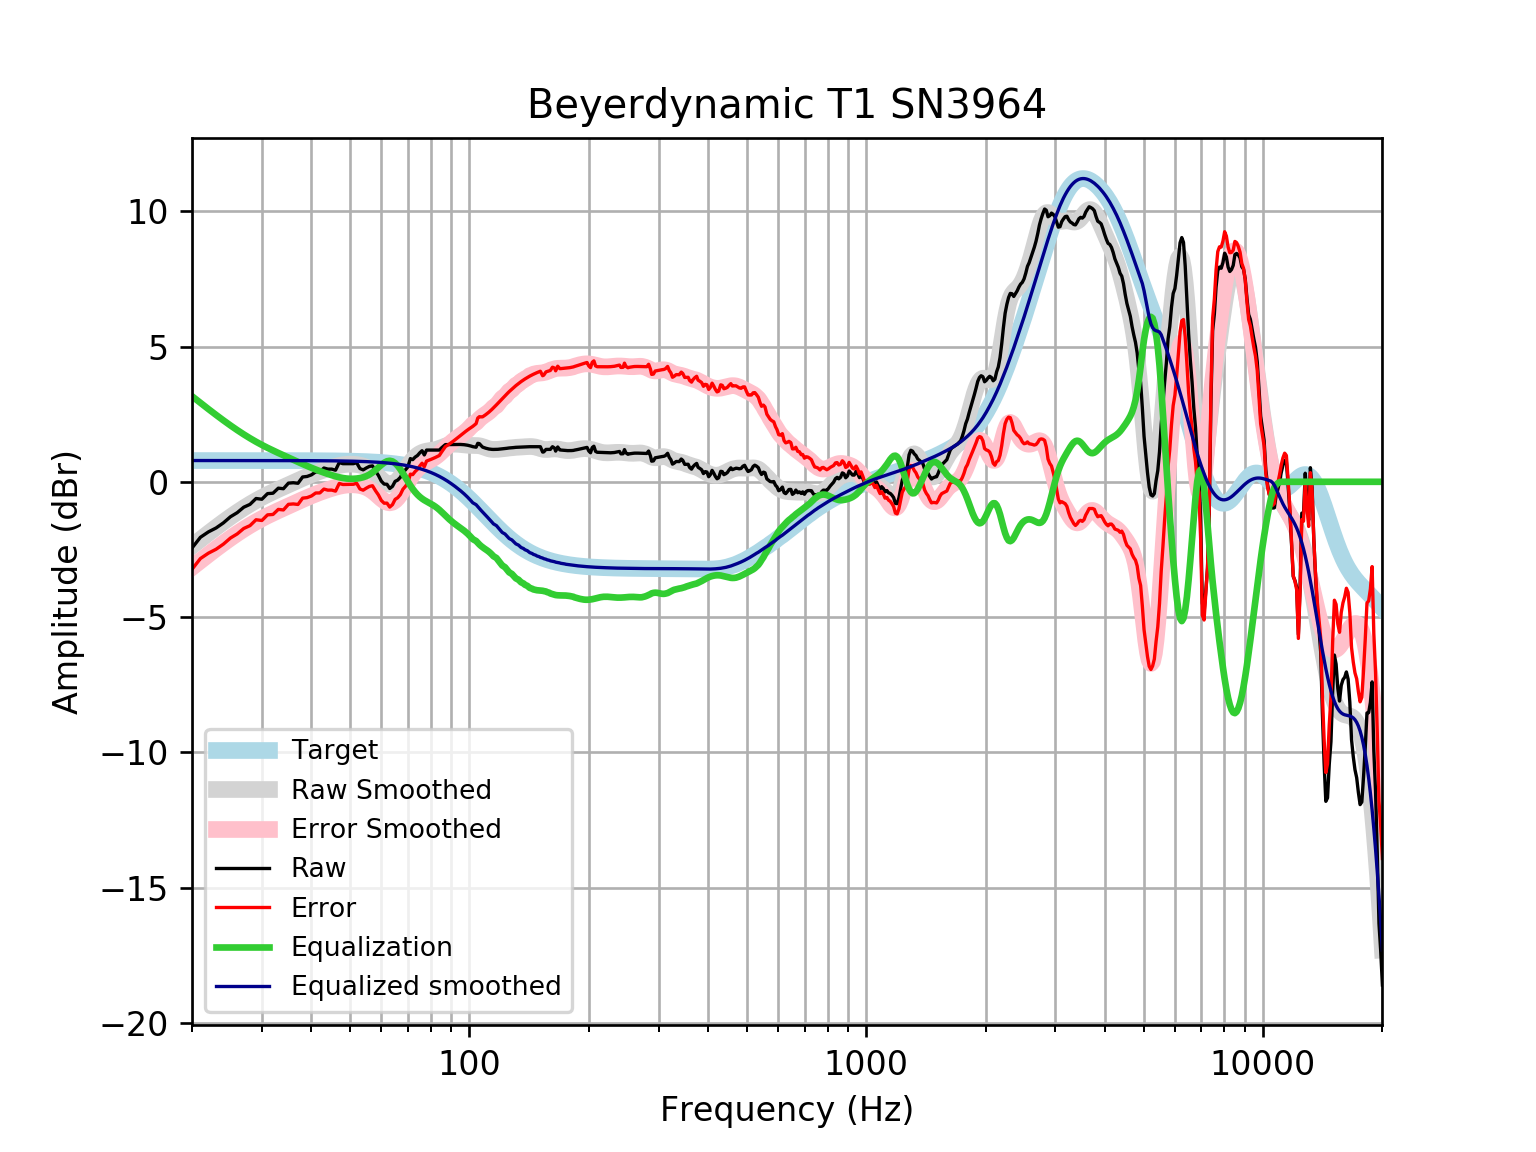 Beyerdynamic T1 SN3964
10
5
0
−5
−10
−15
−20
Amplitude (dBr)
Target
Raw Smoothed
Error Smoothed
Raw
Error
Equalization
Equalized smoothed
100 1000 10000
Frequency (Hz)